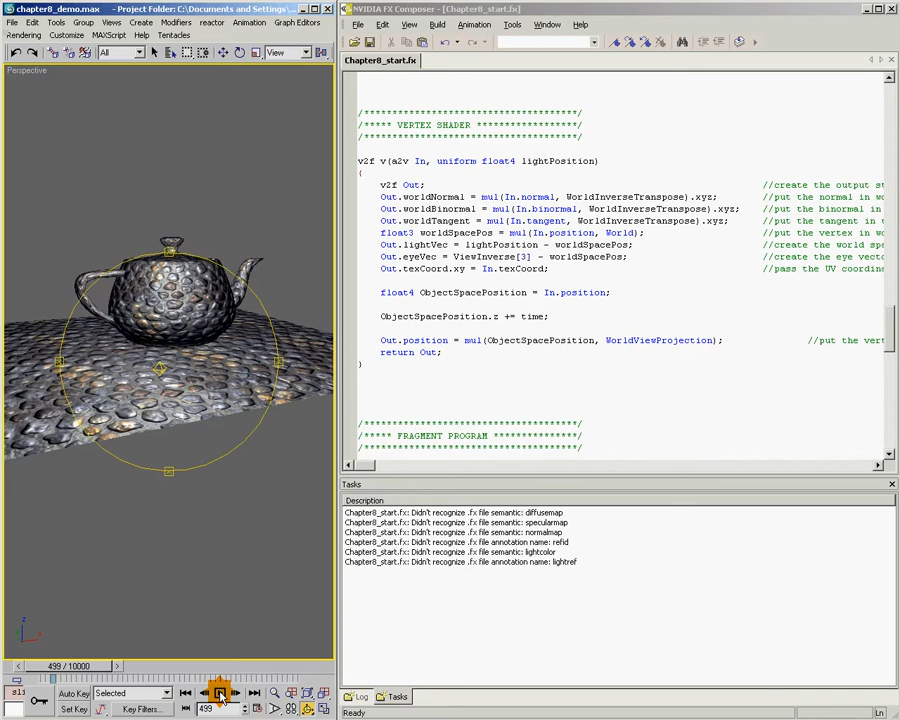 chapter8_demo.max - Project Folder: C:\Documents and Settings\...
File Edit Tools Group Views Create Modifiers reactor Animation Graph Editors
Rendering Customize MAXScript Help Tentacles
All View
Perspective
z
x
499 / 10000
Auto Key Selected
Set Key Key Filters... 499
NVIDIA FX Composer - [Chapter8_start.fx]
File Edit View Build Animation Tools Window Help
Chapter8_start.fx
/**************************************/
/***** VERTEX SHADER ******************/
/**************************************/
v2f v(a2v In, uniform float4 lightPosition)
{
v2f Out; //create the output st
Out.worldNormal = mul(In.normal, WorldInverseTranspose).xyz; //put the normal in wo
Out.worldBinormal = mul(In.binormal, WorldInverseTranspose).xyz; //put the binormal in
Out.worldTangent = mul(In.tangent, WorldInverseTranspose).xyz; //put the tangent in w
float3 worldSpacePos = mul(In.position, World); //put the vertex in wo
Out.lightVec = lightPosition - worldSpacePos; //create the world spa
Out.eyeVec = ViewInverse[3] - worldSpacePos; //create the eye vecto
Out.texCoord.xy = In.texCoord; //pass the UV coordina
float4 ObjectSpacePosition = In.position;
ObjectSpacePosition.z += time;
Out.position = mul(ObjectSpacePosition, WorldViewProjection); //put the vert
return Out;
}
/**************************************/
/***** FRAGMENT PROGRAM ***************/
/**************************************/
Tasks
Description
Chapter8_start.fx: Didn't recognize .fx file semantic: diffusemap
Chapter8_start.fx: Didn't recognize .fx file semantic: specularmap
Chapter8_start.fx: Didn't recognize .fx file semantic: normalmap
Chapter8_start.fx: Didn't recognize .fx file annotation name: refid
Chapter8_start.fx: Didn't recognize .fx file semantic: lightcolor
Chapter8_start.fx: Didn't recognize .fx file annotation name: lightref
Log Tasks
Ready Ln